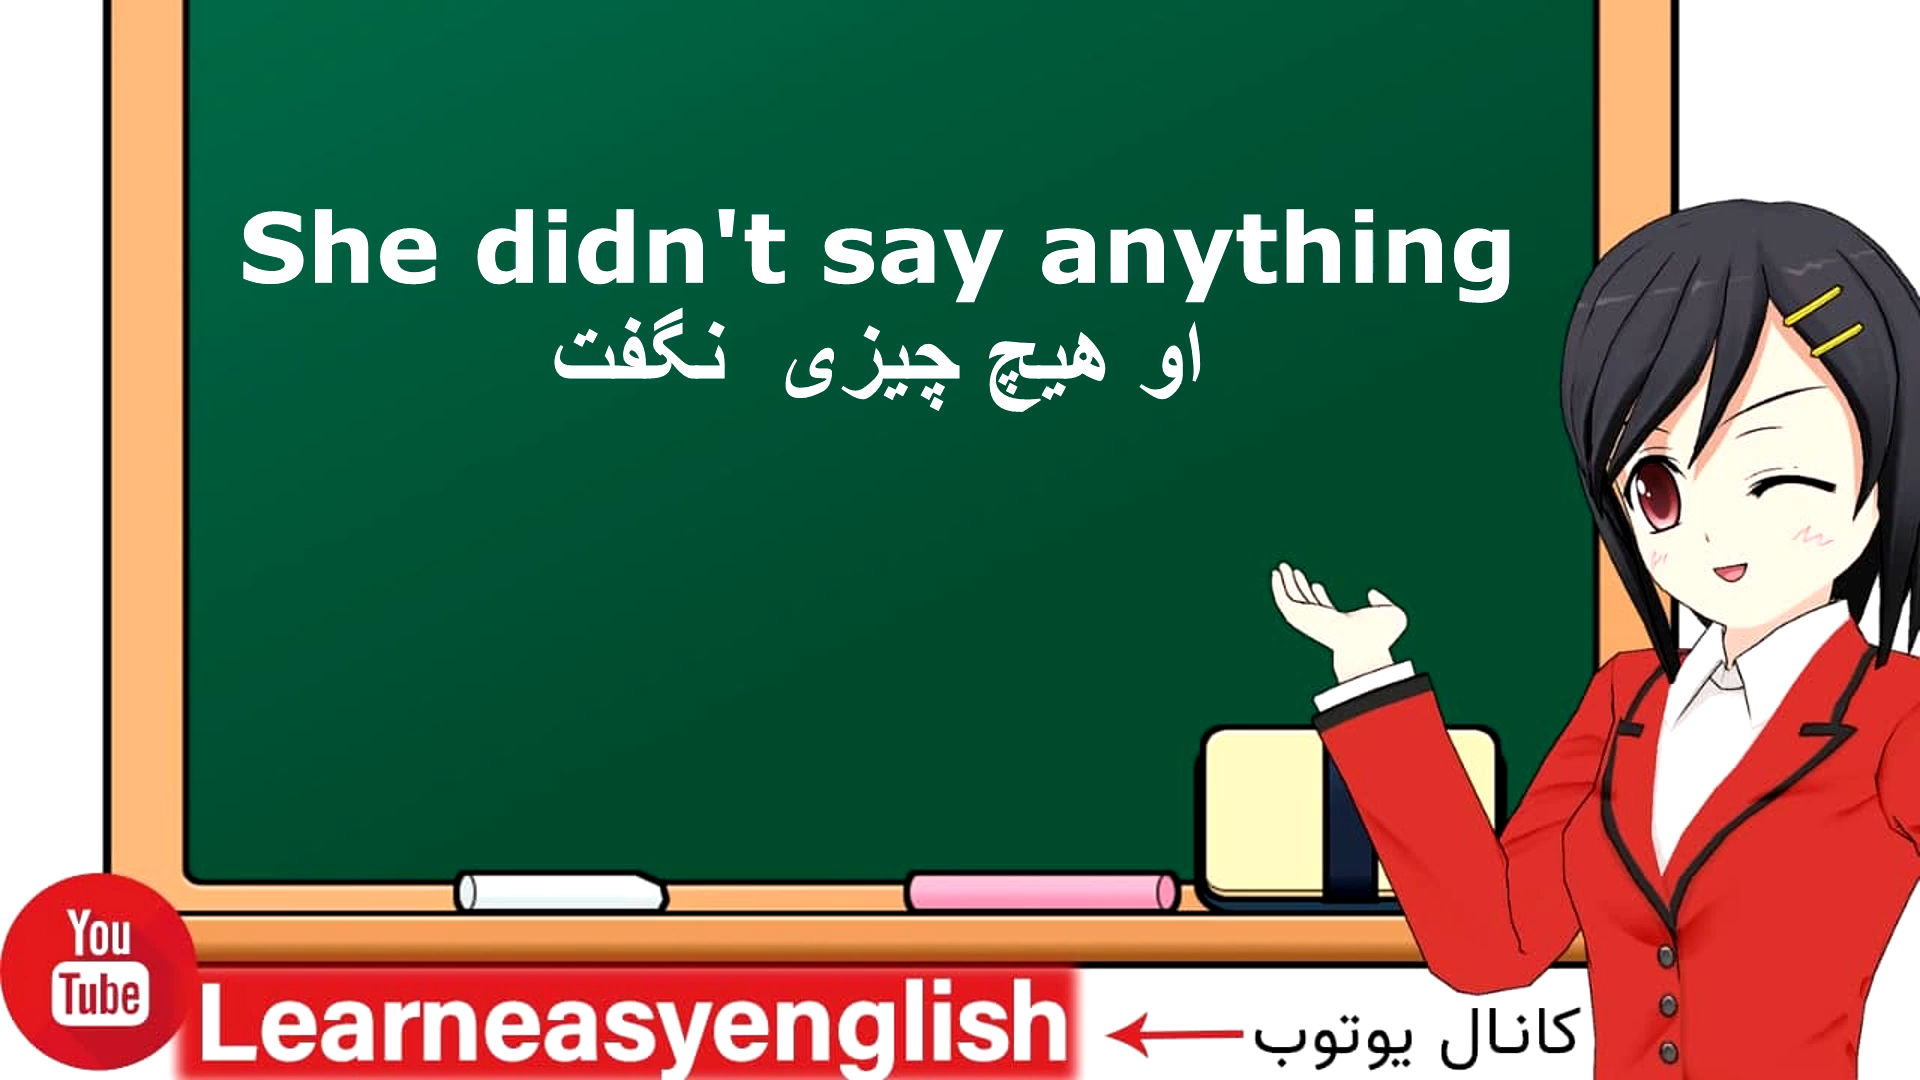 She didn't say anything
او هیچ چیزی نگفت
You
Tube
Learneasyenglish
کانال یوتوب